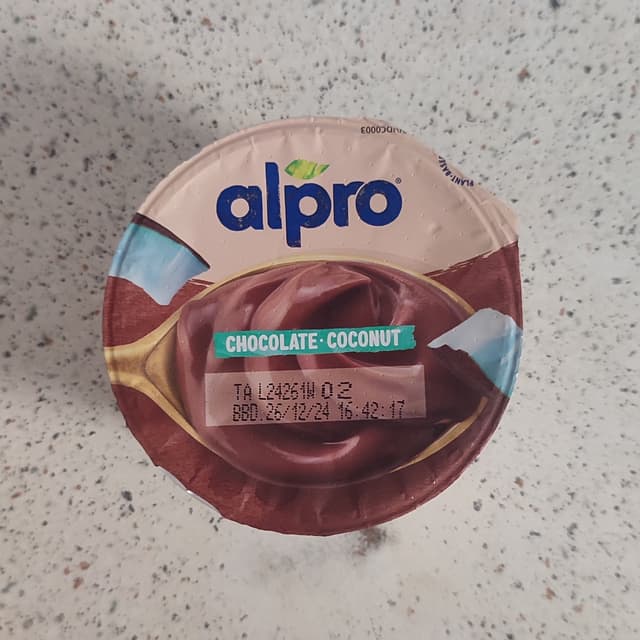 alpro®
CHOCOLATE·COCONUT
TA L24261W 02
BBD 26/12/24 16:42:17